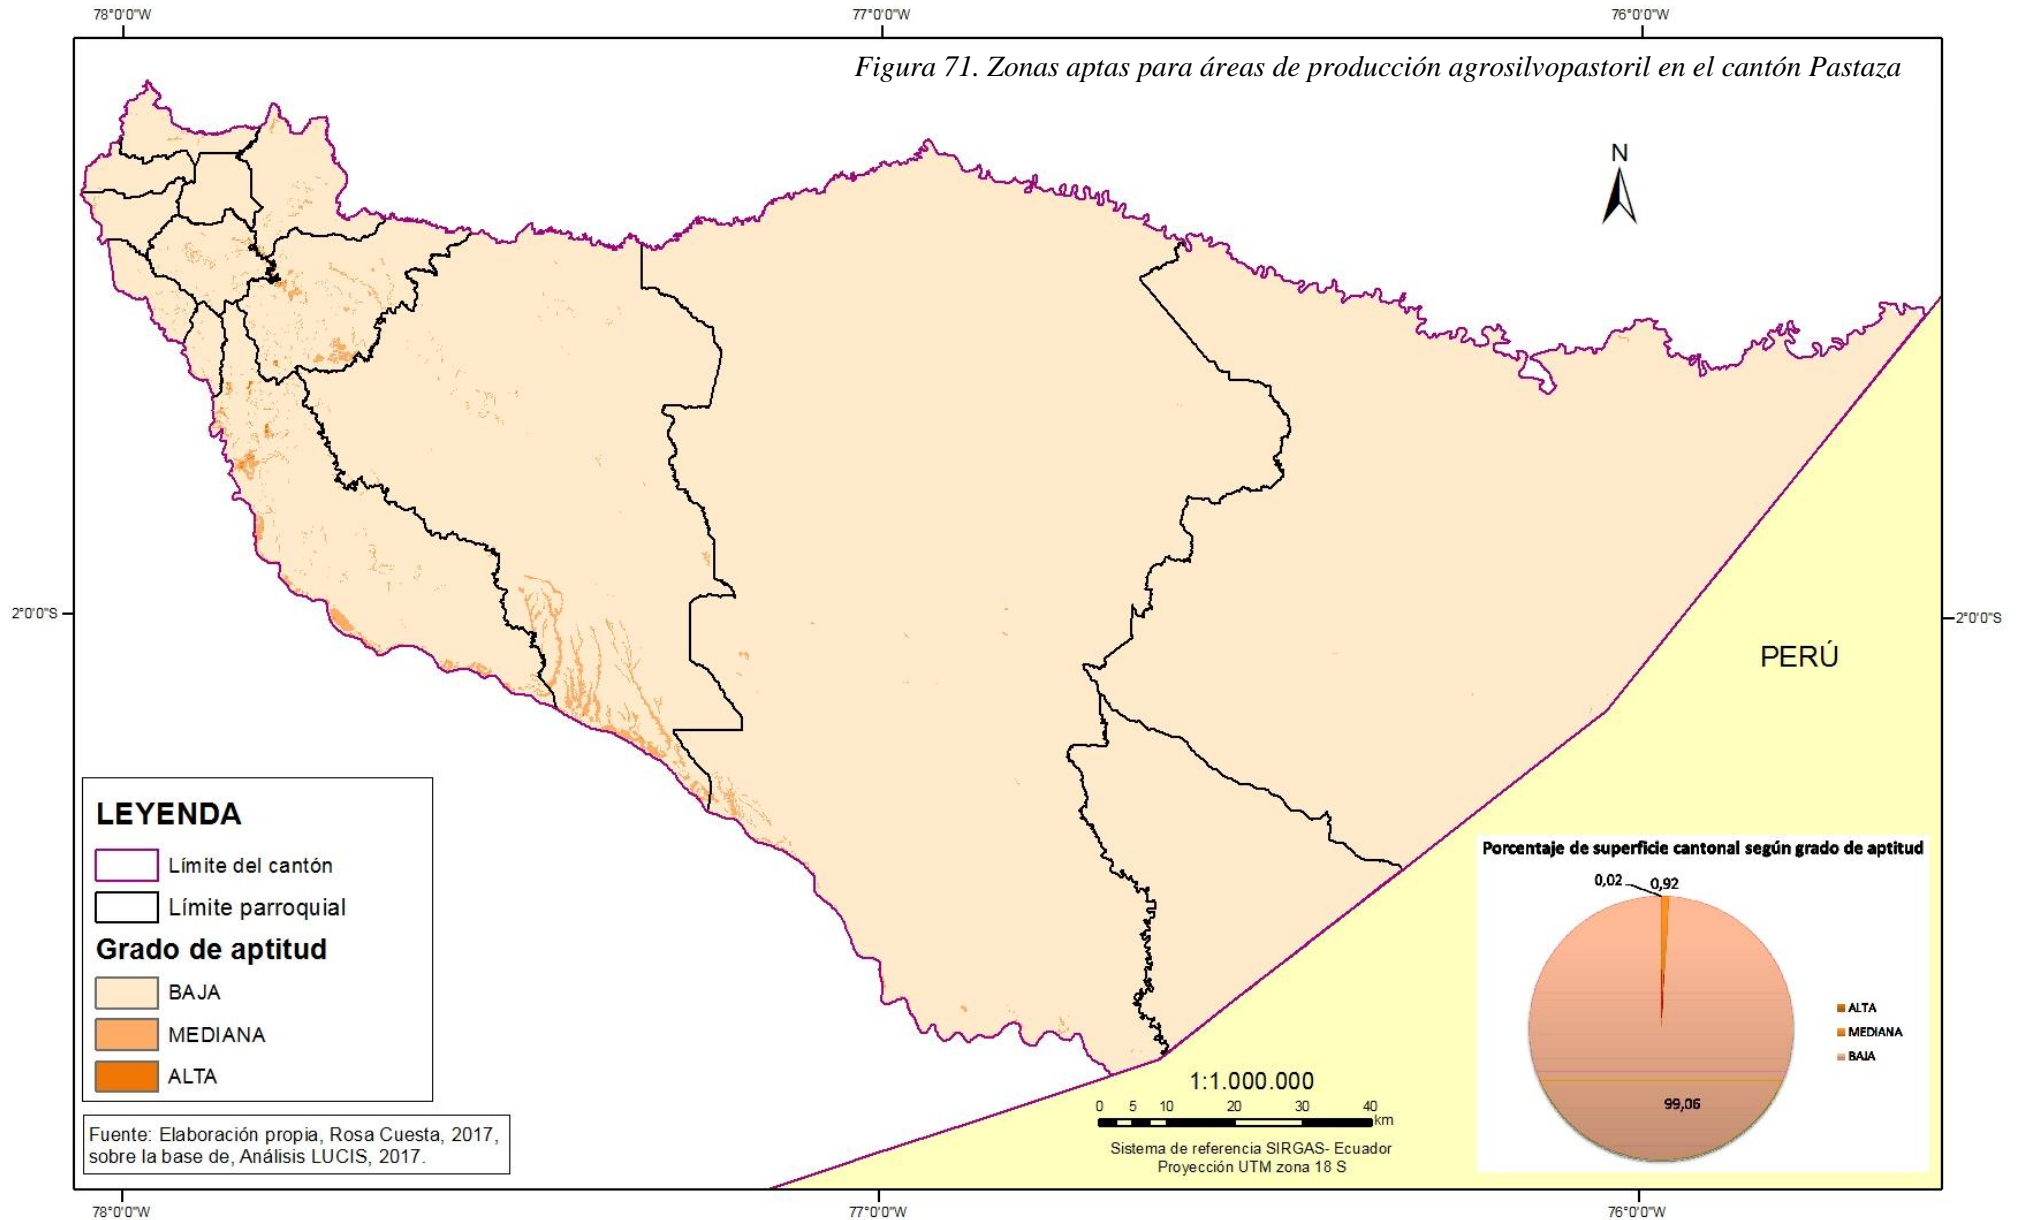 78°0'0"W
77°0'0"W
76°0'0"W
Figura 71. Zonas aptas para áreas de producción agrosilvopastoril en el cantón Pastaza
N
2°0'0"S
2°0'0"S
PERÚ
LEYENDA
Límite del cantón
Límite parroquial
Grado de aptitud
BAJA
MEDIANA
ALTA
Fuente: Elaboración propia, Rosa Cuesta, 2017,
sobre la base de, Análisis LUCIS, 2017.
1:1.000.000
0 5 10 20 30 40
km
Sistema de referencia SIRGAS- Ecuador
Proyección UTM zona 18 S
Porcentaje de superficie cantonal según grado de aptitud
0,02
0,92
ALTA
MEDIANA
BAJA
99,06
78°0'0"W
77°0'0"W
76°0'0"W